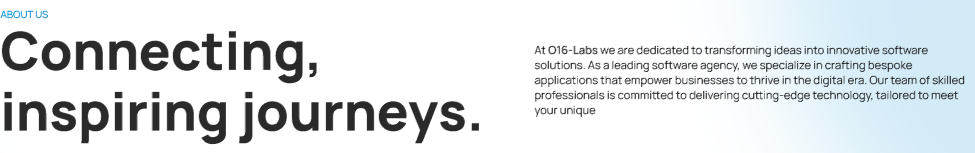 ABOUT US
Connecting,
inspiring journeys.
At O16-Labs we are dedicated to transforming ideas into innovative software
solutions. As a leading software agency, we specialize in crafting bespoke
applications that empower businesses to thrive in the digital era. Our team of skilled
professionals is committed to delivering cutting-edge technology, tailored to meet
your unique